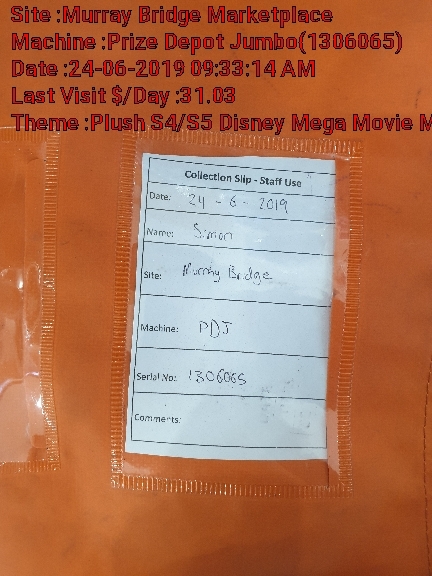 Site :Murray Bridge Marketplace
Machine :Prize Depot Jumbo(1306065)
Date :24-06-2019 09:33:14 AM
Last Visit $/Day :31.03
Theme :Plush S4/S5 Disney Mega Movie M
Collection Slip - Staff Use
Date: 24 - 6 - 2019
Name: Simon
Site: Murray Bridge
Machine: PDJ
Serial No: 1306065
Comments: